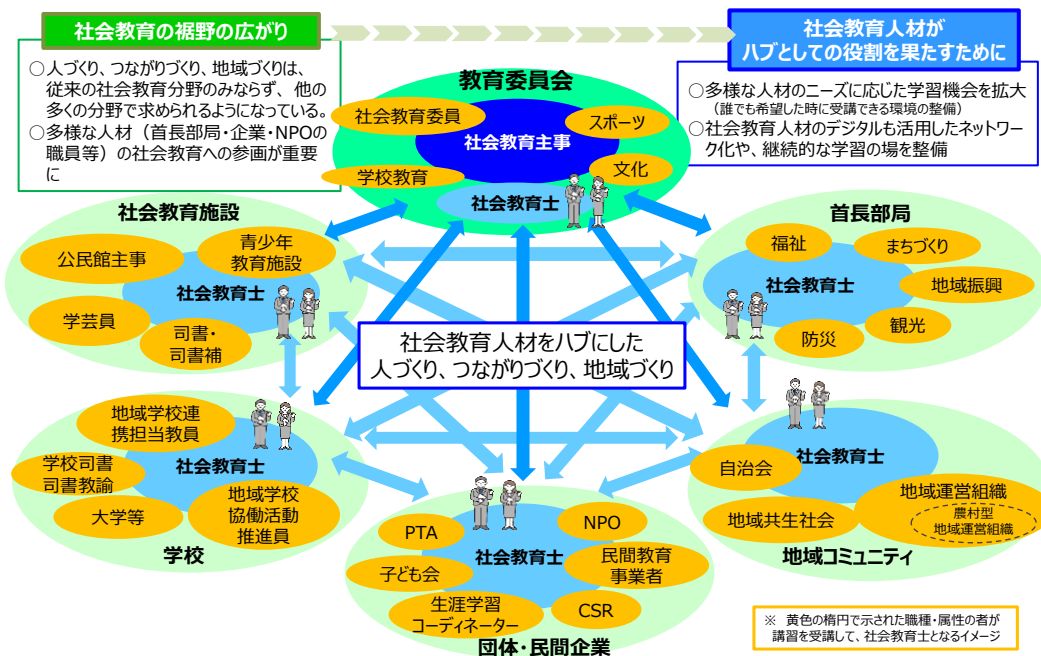 社会教育の裾野の広がり
○人づくり、つながりづくり、地域づくりは、
従来の社会教育分野のみならず、他の
多くの分野で求められるようになっている。
○多様な人材（首長部局・企業・NPOの
職員等）の社会教育への参画が重要
に
社会教育人材が
ハブとしての役割を果たすために
○多様な人材のニーズに応じた学習機会を拡大
（誰でも希望した時に受講できる環境の整備）
○社会教育人材のデジタルも活用したネットワー
ク化や、継続的な学習の場を整備
教育委員会
社会教育委員
スポーツ
社会教育主事
学校教育
文化
社会教育士
社会教育施設
公民館主事
青少年
教育施設
社会教育士
学芸員
司書・
司書補
首長部局
福祉
まちづくり
社会教育士
地域振興
防災
観光
社会教育人材をハブにした
人づくり、つながりづくり、地域づくり
地域学校連
携担当教員
学校司書
司書教諭
社会教育士
大学等
地域学校
協働活動
推進員
学校
PTA
NPO
社会教育士
子ども会
民間教育
事業者
生涯学習
コーディネーター
CSR
団体・民間企業
自治会
社会教育士
地域運営組織
農村型
地域運営組織
地域共生社会
地域コミュニティ
※ 黄色の楕円で示された職種・属性の者が
講習を受講して、社会教育士となるイメージ